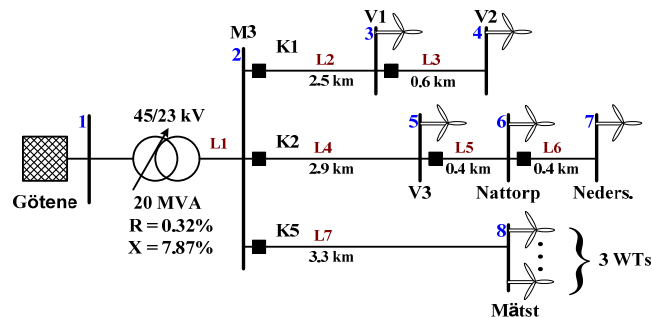 M3 V1 V2
2 K1 L2 3 L3 4
2.5 km 0.6 km
45/23 kV
1 L1 K2 L4 5 L5 6 L6 7
2.9 km 0.4 km 0.4 km
Götene V3 Nattorp Neders.
20 MVA
R = 0.32%
X = 7.87%
K5 L7 8
3.3 km
3 WTs
Mätst